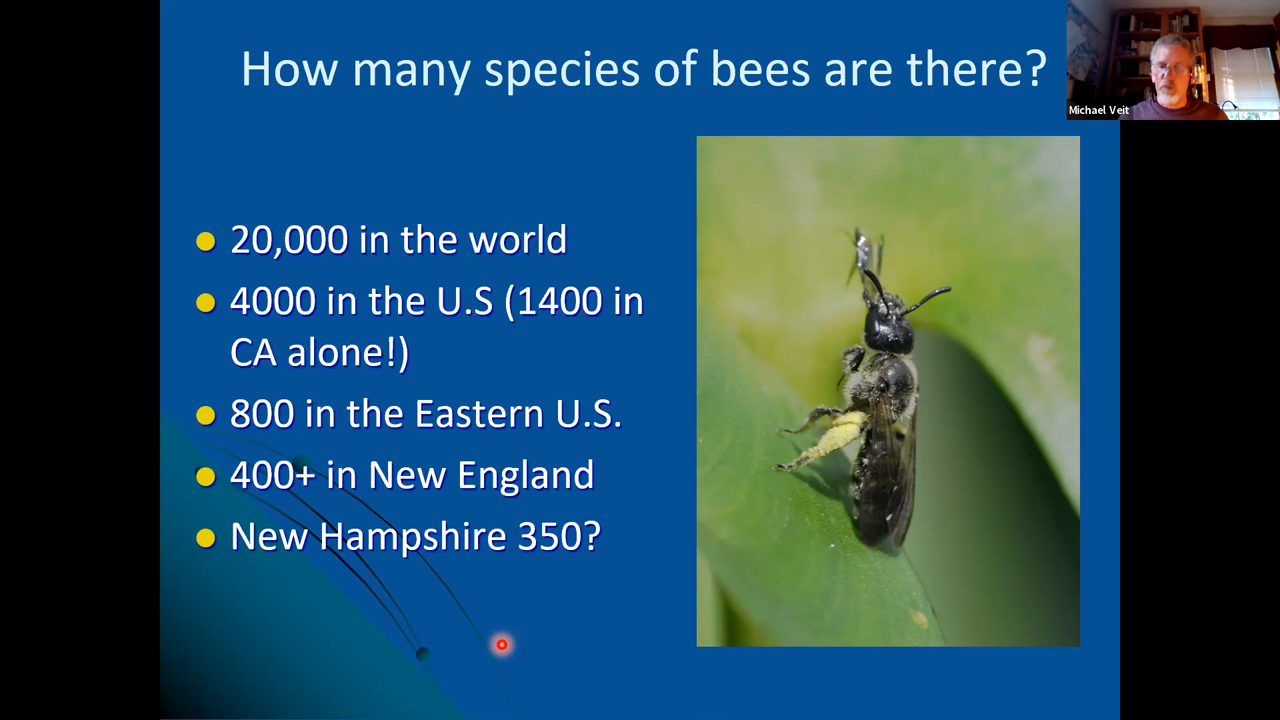 How many species of bees are there?
Michael Veit
20,000 in the world
4000 in the U.S (1400 in
CA alone!)
800 in the Eastern U.S.
400+ in New England
New Hampshire 350?